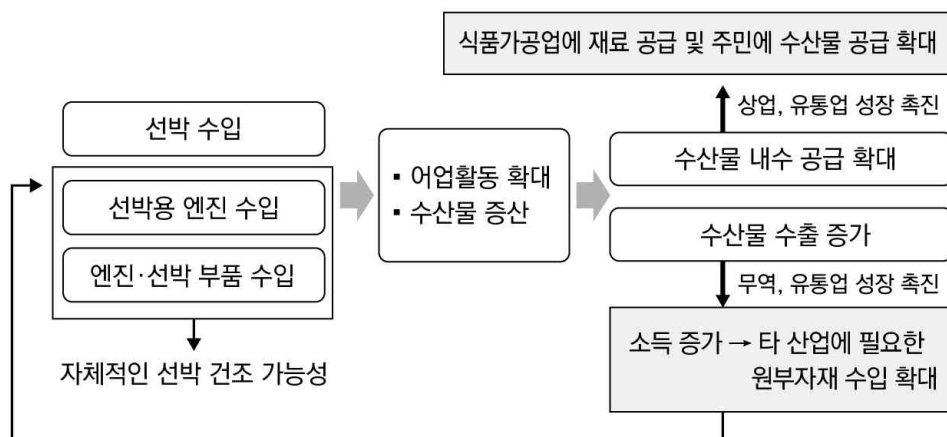 식품가공업에 재료 공급 및 주민에 수산물 공급 확대
상업, 유통업 성장 촉진
선박 수입
선박용 엔진 수입
엔진·선박 부품 수입
자체적인 선박 건조 가능성
▪ 어업활동 확대
▪ 수산물 증산
수산물 내수 공급 확대
수산물 수출 증가
무역, 유통업 성장 촉진
소득 증가 → 타 산업에 필요한
원부자재 수입 확대